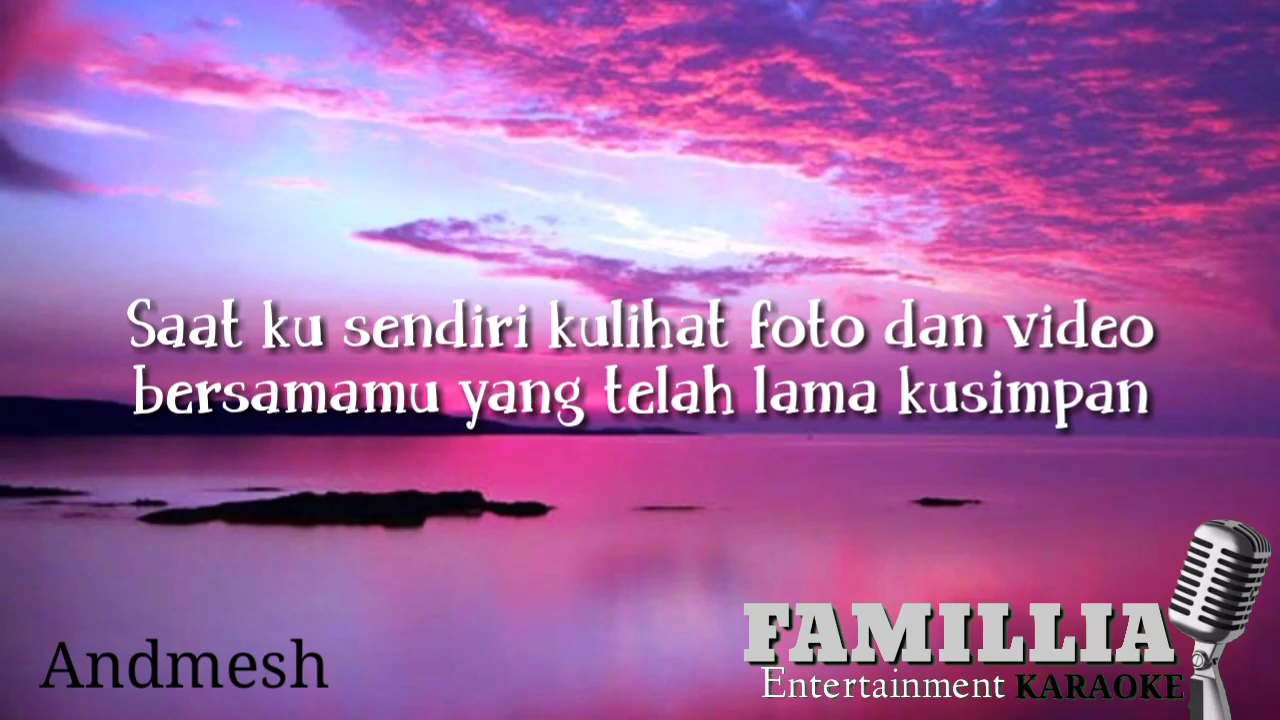 Saat ku sendiri kulihat foto dan video
bersamamu yang telah lama kusimpan
Andmesh
FAMILLIA
Entertainment KARAOKE